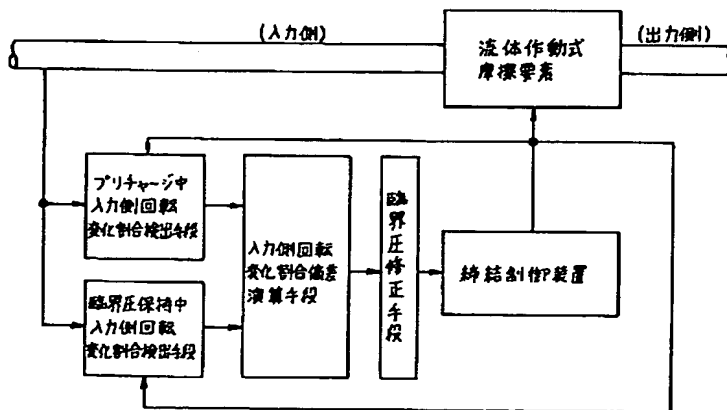 (入力側)
(出力側)
流体作動式
摩擦要素
プリチャージ中
入力側回転
変化割合検出手段
臨界圧保持中
入力側回転
変化割合検出手段
入力側回転
変化割合偏差
演算手段
臨界圧修正手段
締結制御装置